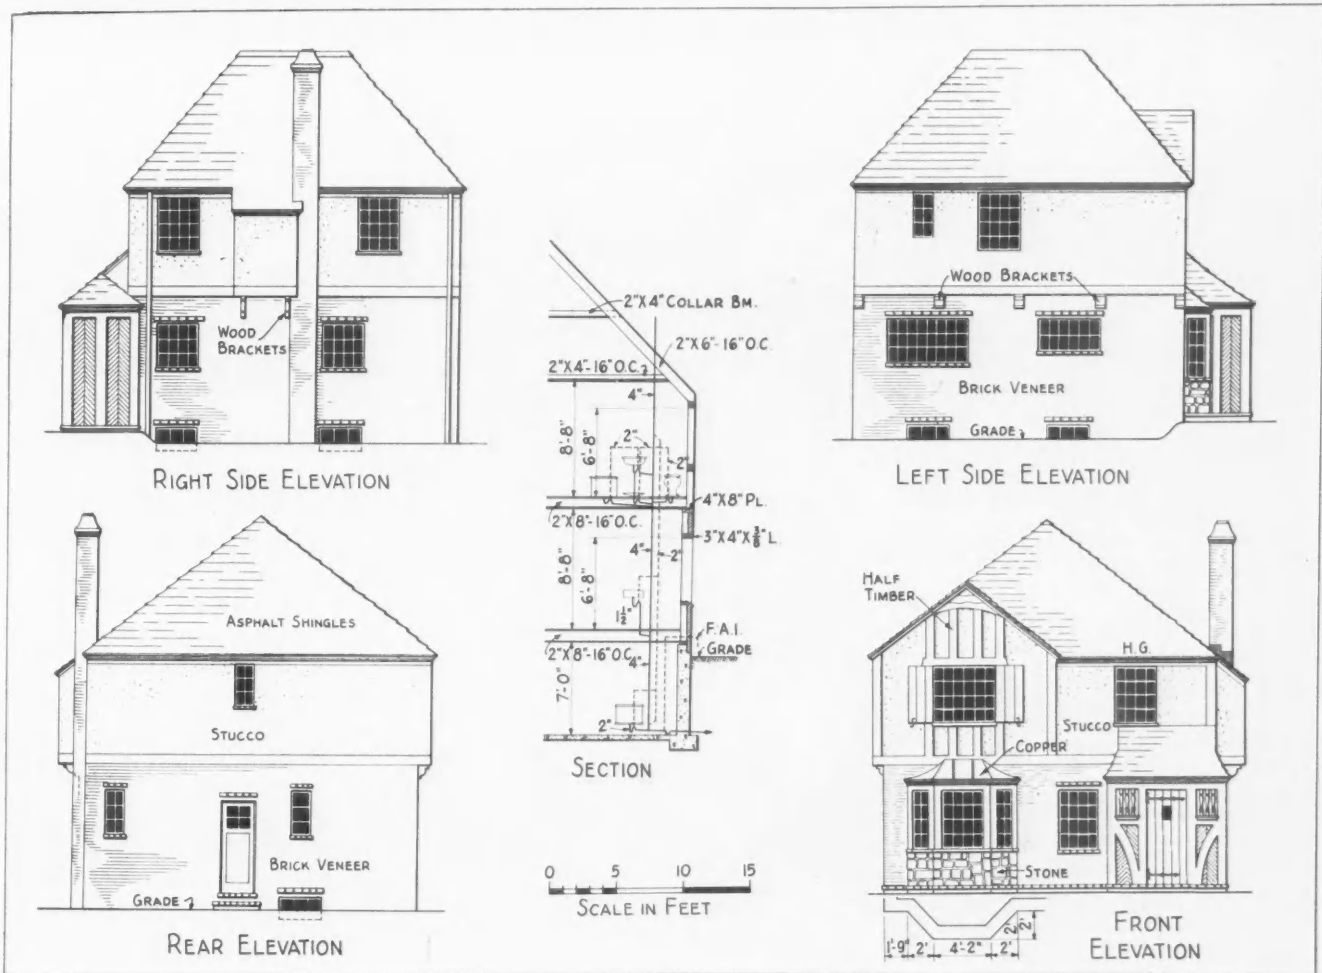 WOOD
BRACKETS
RIGHT SIDE ELEVATION
2"X4" COLLAR BM.
2"X6"-16"O.C.
2"X4"-16"O.C.
4"
8'-8"
6'-8"
2"
2"
4"X8" PL.
2"X8"-16"O.C.
3"X4"X3/8" L.
4"
2"
8'-8"
6'-8"
1½"
F.A.I.
GRADE
2"X8"-16"O.C.
4"
7'-0"
2"
SECTION
WOOD BRACKETS
BRICK VENEER
GRADE
LEFT SIDE ELEVATION
ASPHALT SHINGLES
STUCCO
BRICK VENEER
GRADE
REAR ELEVATION
0 5 10 15
SCALE IN FEET
HALF
TIMBER
H.G.
STUCCO
COPPER
STONE
2'
2'
1'-9" 2' 4'-2" 2'
FRONT
ELEVATION